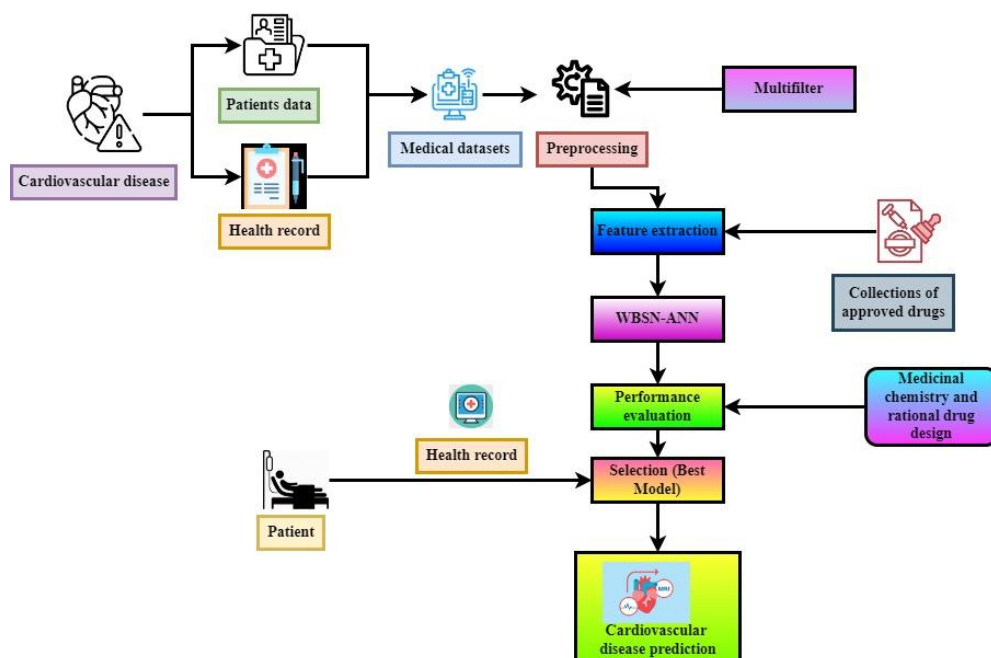 Patients data
Cardiovascular disease
Health record
Medical datasets
Preprocessing
Multifilter
Feature extraction
Collections of
approved drugs
WBSN-ANN
Performance
evaluation
Medicinal
chemistry and
rational drug
design
Health record
Patient
Selection (Best
Model)
Cardiovascular
disease prediction